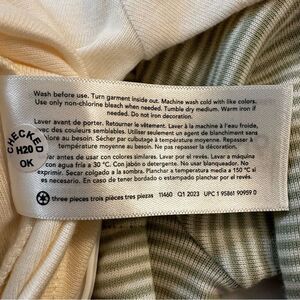 Wash before use. Turn garment inside out. Machine wash cold with like colors.
Use only non-chlorine bleach when needed. Tumble dry medium. Warm iron if
needed. Do not iron decoration.
Laver avant de porter. Retourner le vêtement. Laver à la machine à l'eau froide,
avec des couleurs semblables. Utiliser seulement un agent de blanchiment sans
chlore au besoin. Sécher par culbutage à température moyenne. Repasser à
température moyenne si nécessaire. Ne pas repasser la décoration.
var antes de usar con colores similares. Lavar por el revés. Lavar a máquina
con agua fría a 30 °C. Con jabón o detergente. No usar blanqueador. No
exprimir. Secar colgado a la sombra. Planchar a temperatura media a 150 °C si
es necesario. En caso de tener bordado o estampado planchar por el revés.
three pieces trois pièces tres piezas 11460 Q1 2023 UPC 1 95861 90959 0
CHECKED
H20
OK